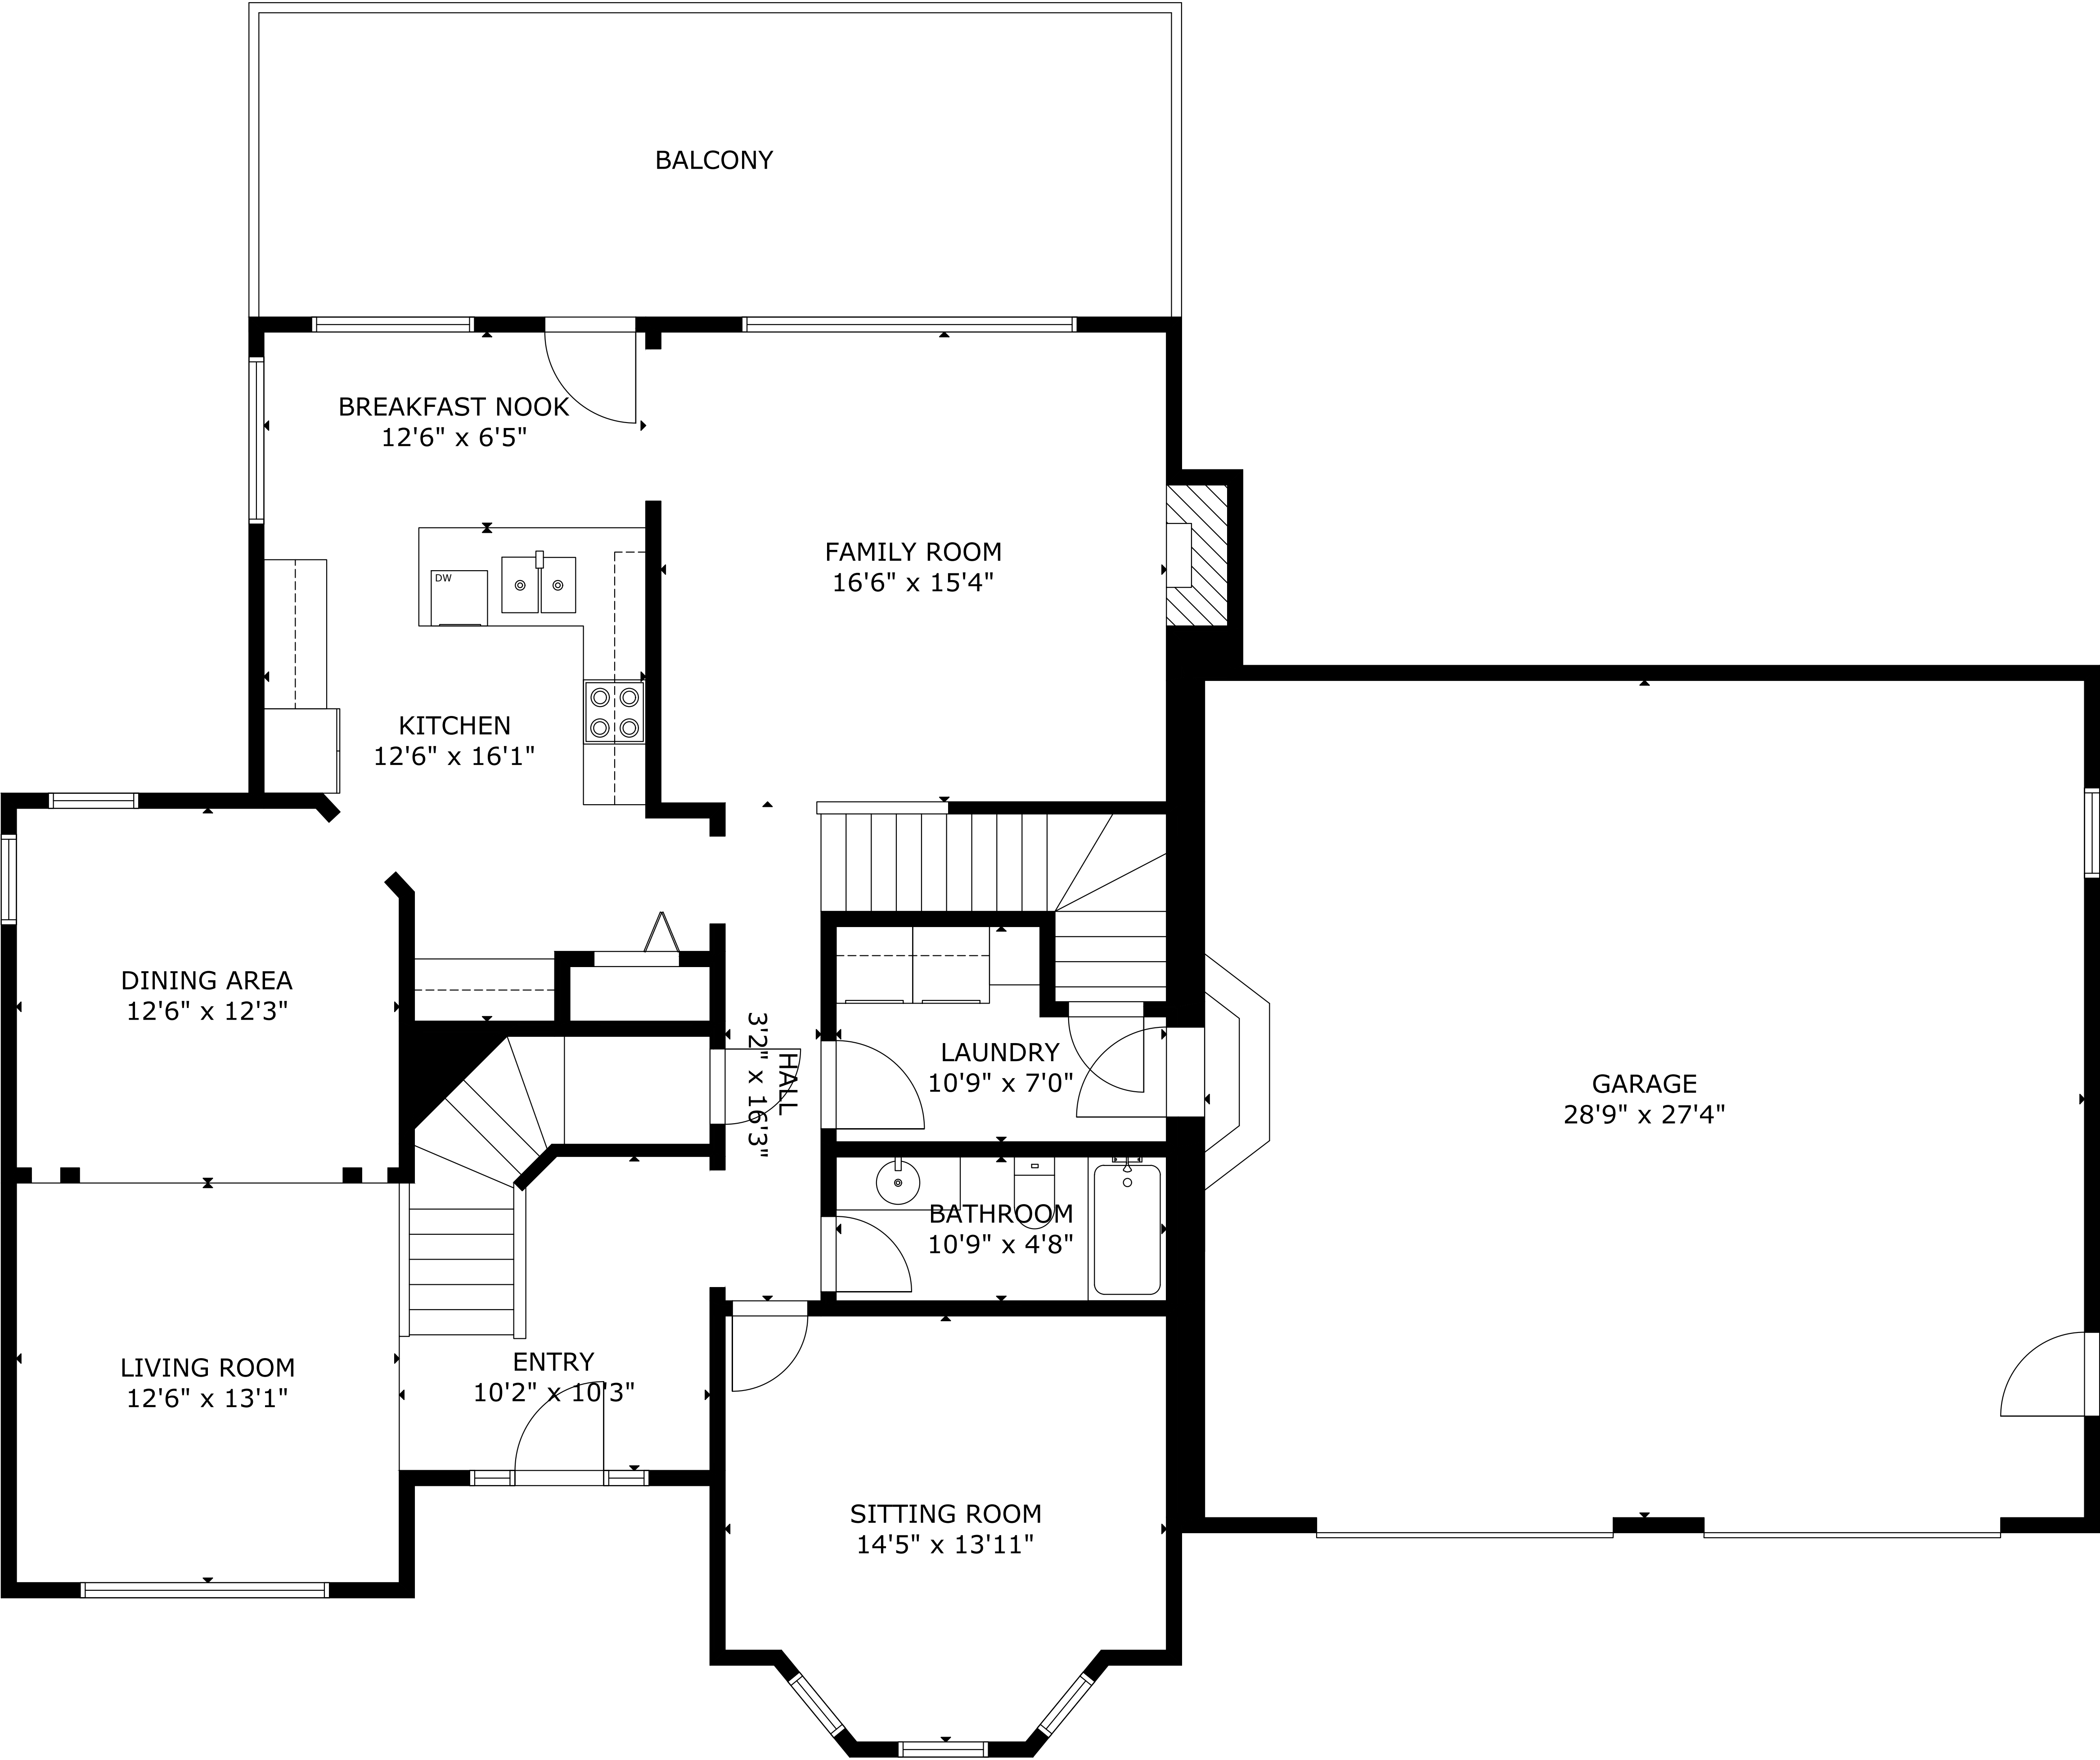 BALCONY
BREAKFAST NOOK
12'6" x 6'5"
FAMILY ROOM
16'6" x 15'4"
DW
KITCHEN
12'6" x 16'1"
DINING AREA
12'6" x 12'3"
HALL
3'2" x 16'3"
LAUNDRY
10'9" x 7'0"
GARAGE
28'9" x 27'4"
BATHROOM
10'9" x 4'8"
LIVING ROOM
12'6" x 13'1"
ENTRY
10'2" x 10'3"
SITTING ROOM
14'5" x 13'11"